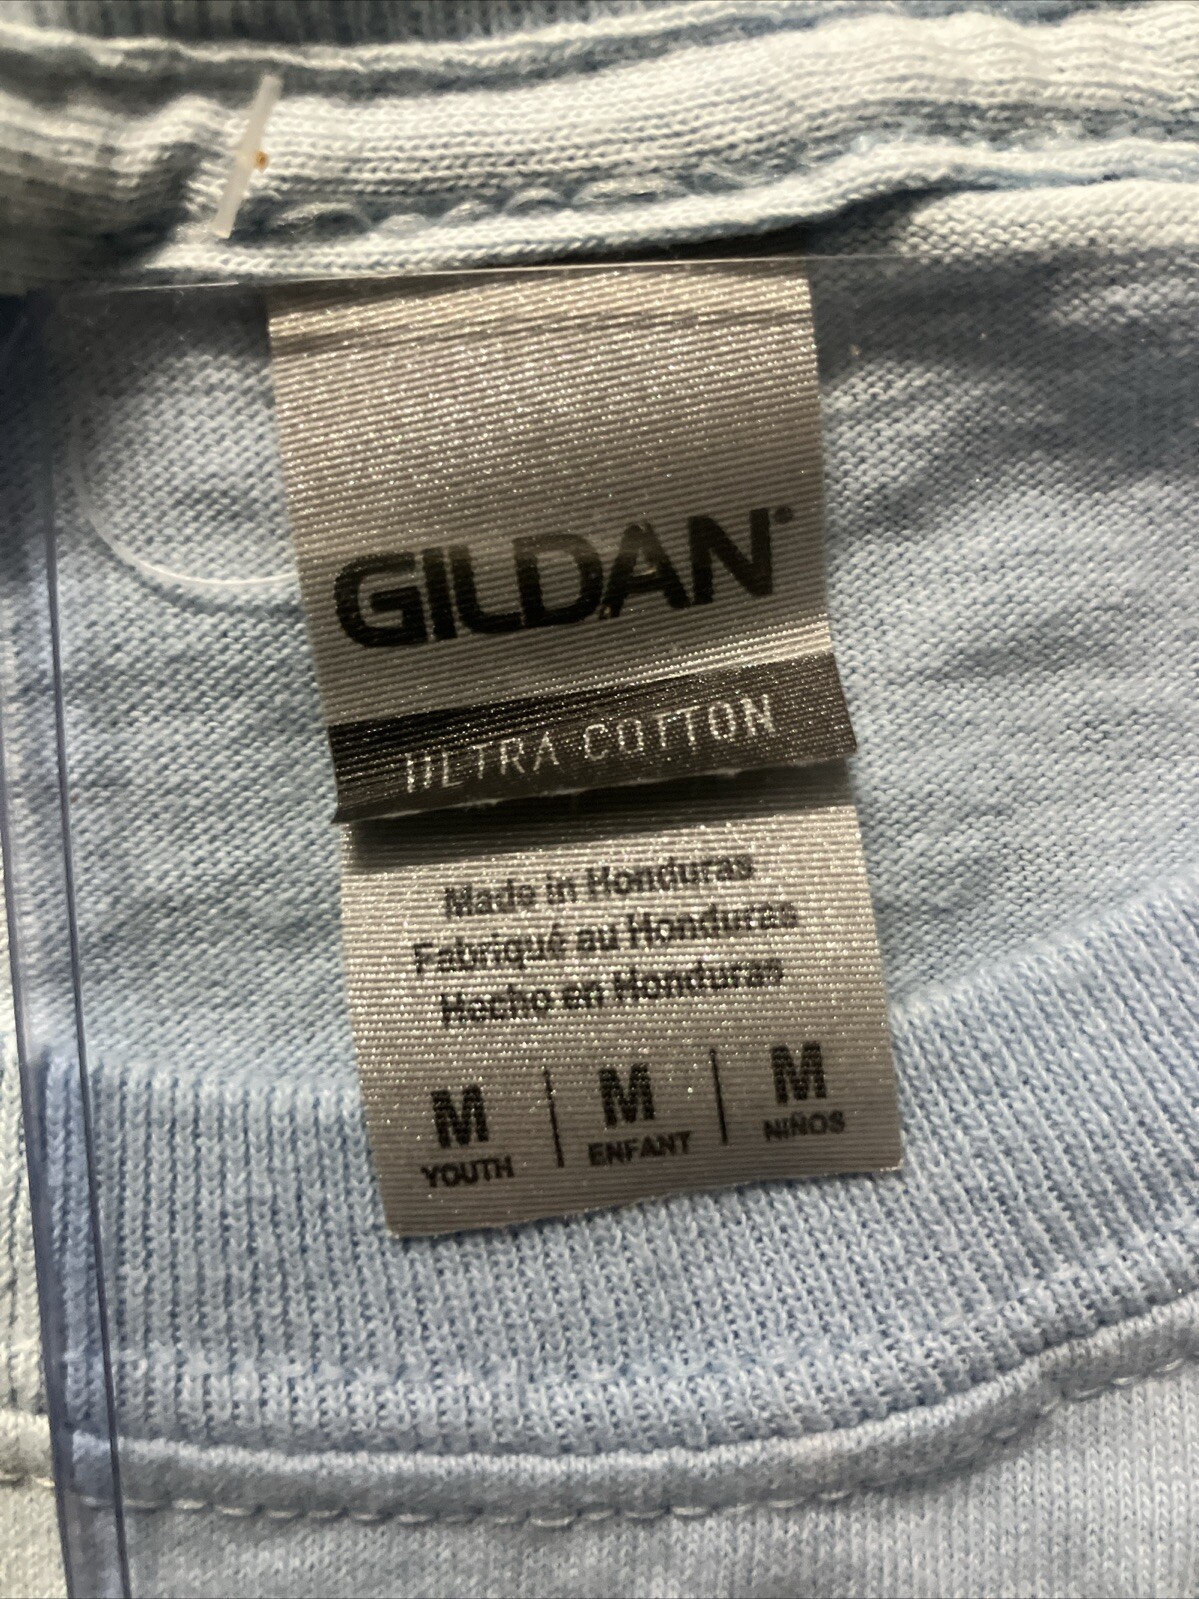 GILDAN®
ULTRA COTTON
Made in Honduras
Fabriqué au Honduras
Hecho en Honduras
M | M | M
YOUTH ENFANT NIÑOS